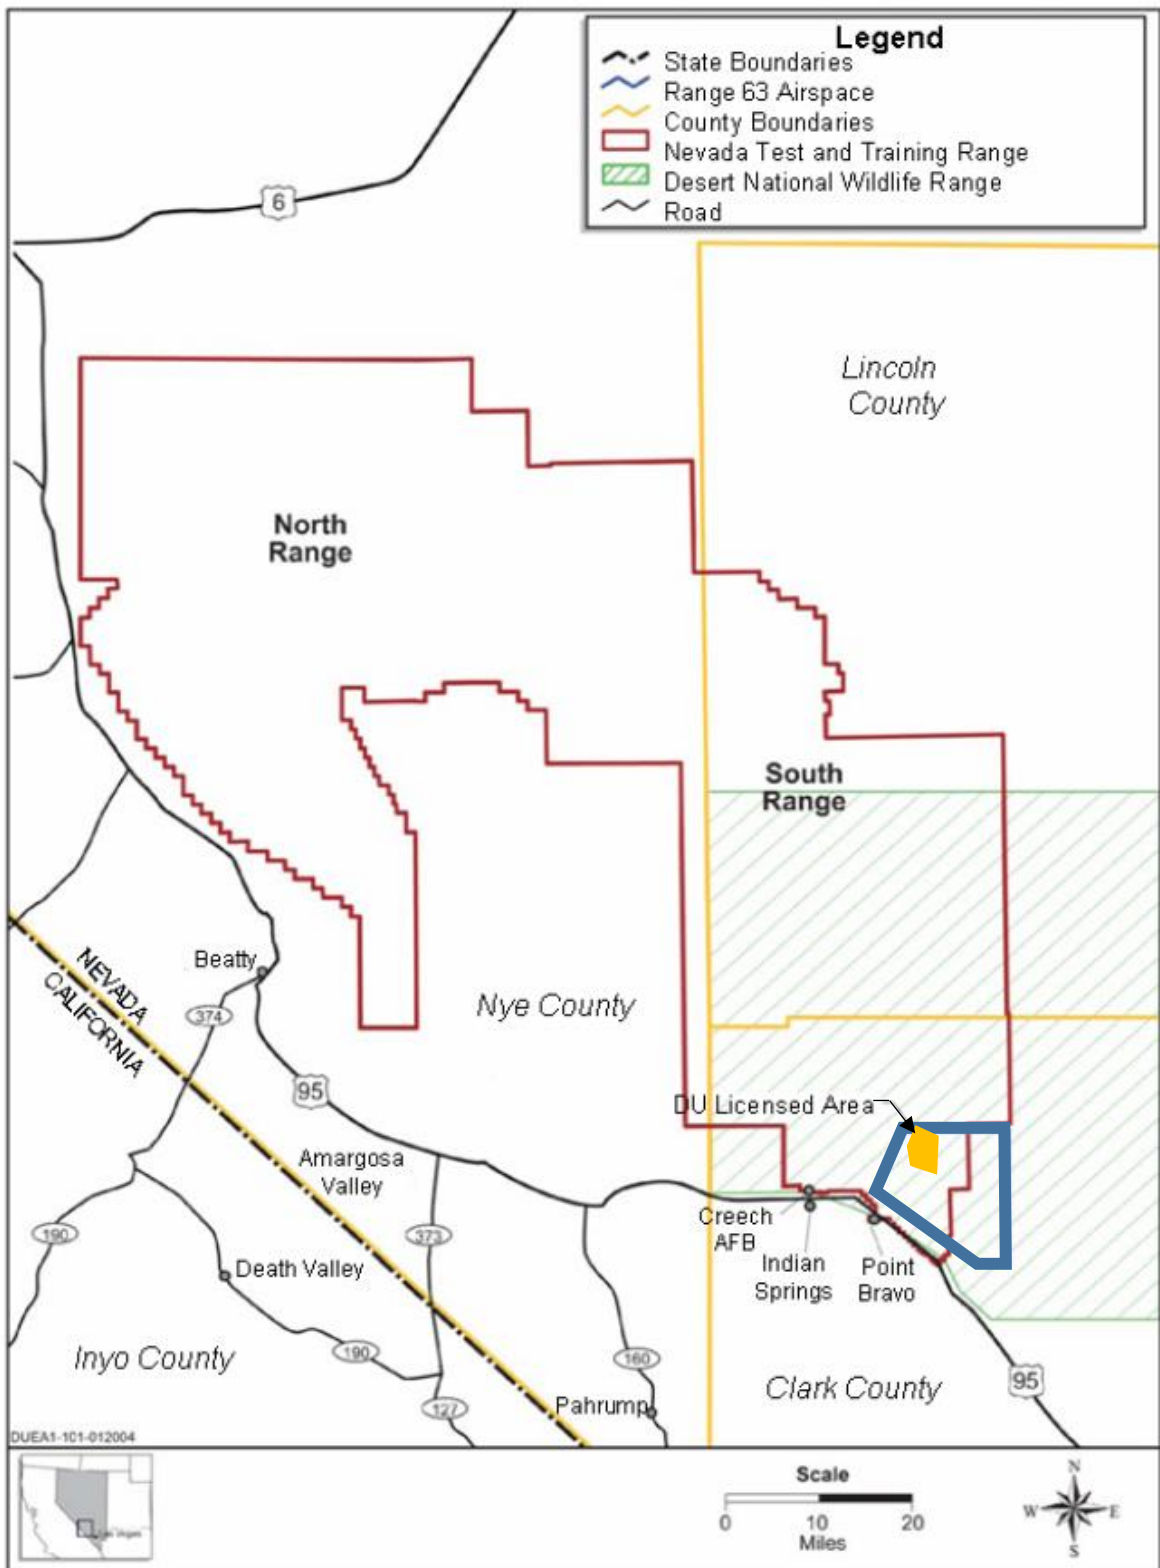 Legend
State Boundaries
Range 63 Airspace
County Boundaries
Nevada Test and Training Range
Desert National Wildlife Range
Road
6
Lincoln
County
North
Range
South
Range
NEVADA
CALIFORNIA
Beatty
374
Nye County
95
DU Licensed Area
Amargosa
Valley
Creech
AFB
Indian
Springs
Point
Bravo
190
373
Death Valley
Inyo County
190
160
Clark County
95
127
Pahrump
DUEA1-101-012004
Las Vegas
Scale
0
10
20
Miles
N
W
E
S